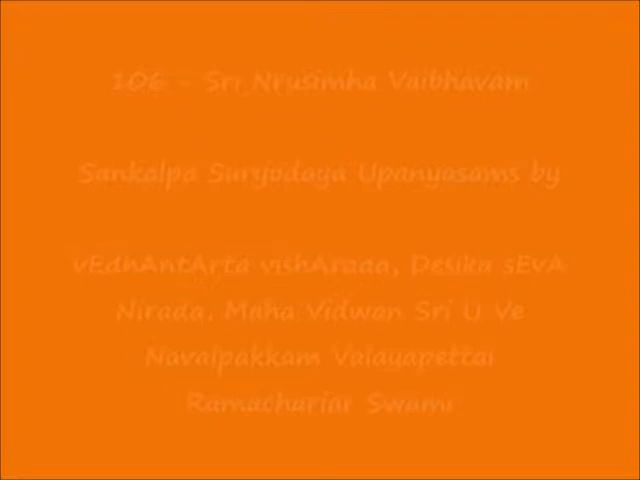 106 - Sri Nrusimha Vaibhavam
Sankalpa Suryodaya Upanyasams by
vEdhAntArta vishArada, Desika sEvA
Nirada, Maha Vidwan Sri U Ve
Navalpakkam Valayapettai
Ramachariar Swami